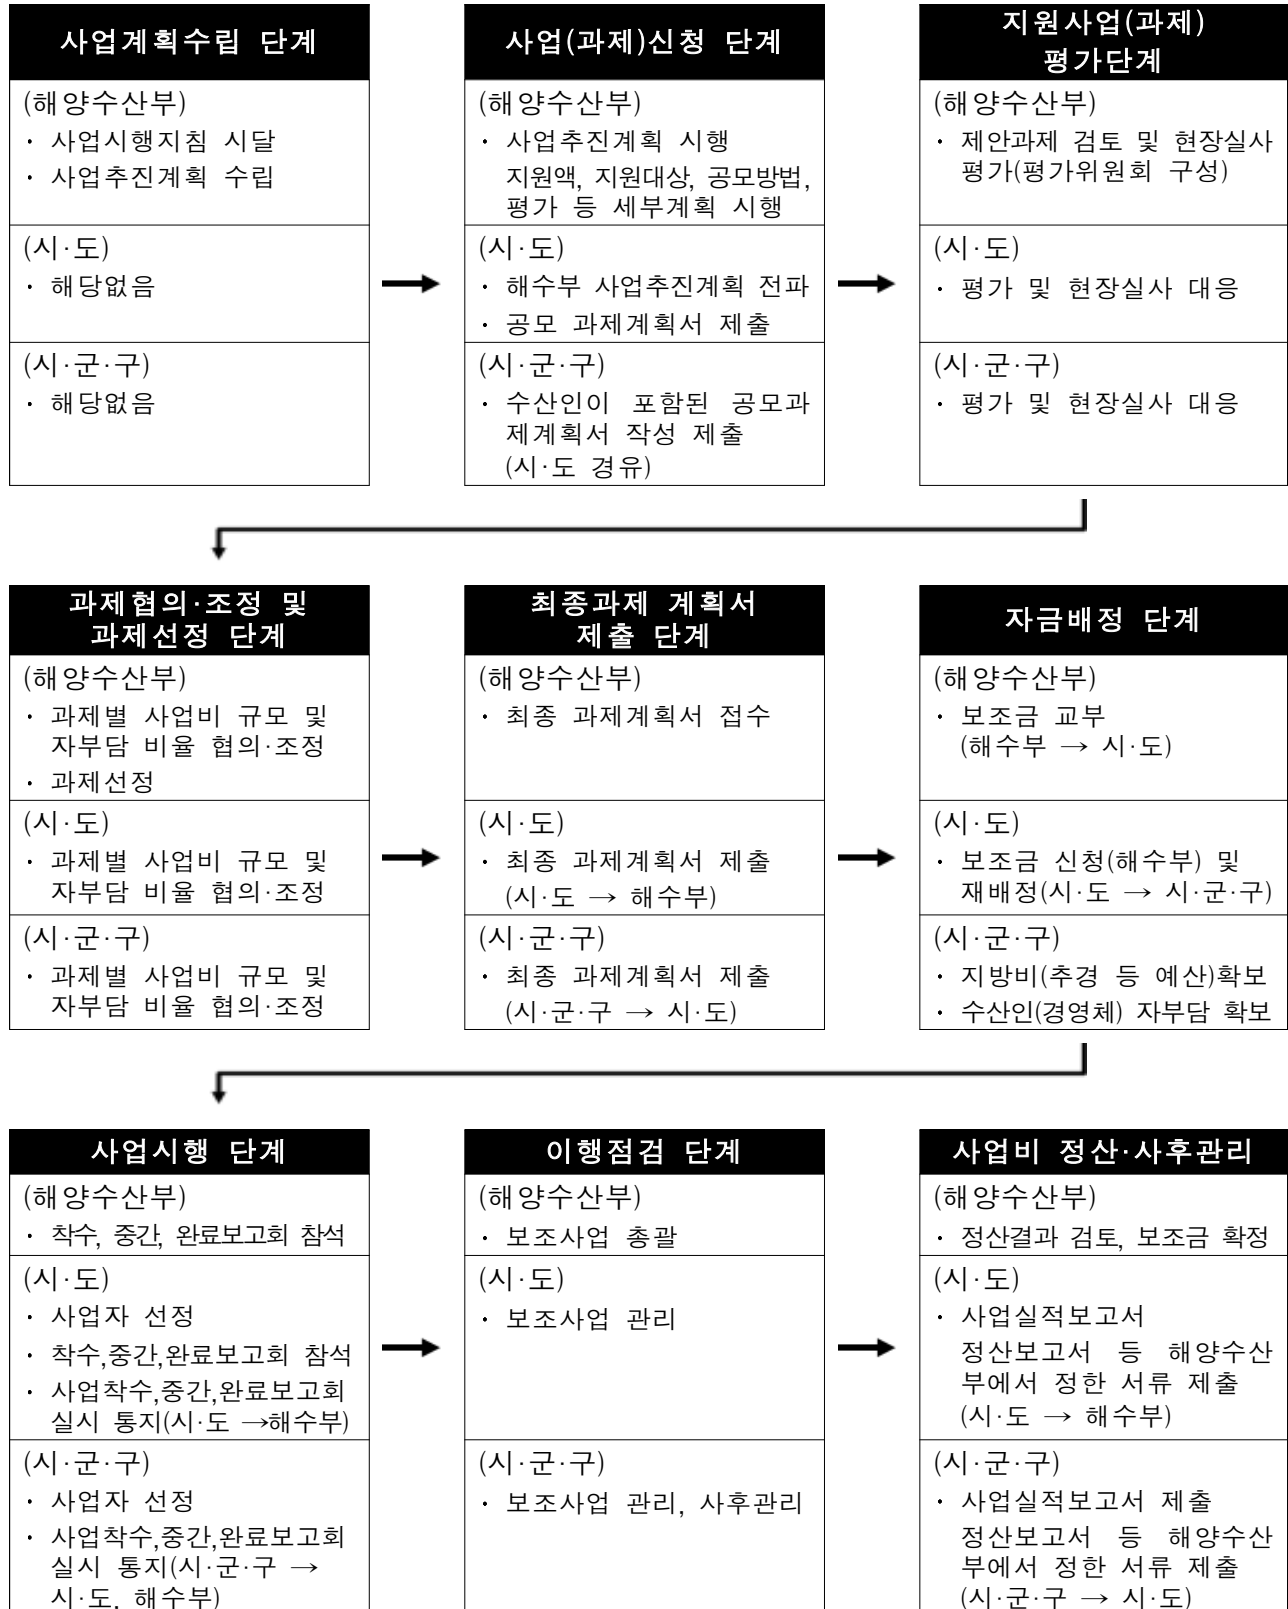 사업계획수립 단계
(해양수산부)
· 사업시행지침 시달
· 사업추진계획 수립
(시·도)
· 해당없음
(시·군·구)
· 해당없음
사업(과제)신청 단계
(해양수산부)
· 사업추진계획 시행
지원액, 지원대상, 공모방법,
평가 등 세부계획 시행
(시·도)
· 해수부 사업추진계획 전파
· 공모 과제계획서 제출
(시·군·구)
· 수산인이 포함된 공모과
제계획서 작성 제출
(시·도 경유)
지원사업(과제)
평가단계
(해양수산부)
· 제안과제 검토 및 현장실사
평가(평가위원회 구성)
(시·도)
· 평가 및 현장실사 대응
(시·군·구)
· 평가 및 현장실사 대응
과제협의·조정 및
과제선정 단계
(해양수산부)
· 과제별 사업비 규모 및
자부담 비율 협의·조정
· 과제선정
(시·도)
· 과제별 사업비 규모 및
자부담 비율 협의·조정
(시·군·구)
· 과제별 사업비 규모 및
자부담 비율 협의·조정
최종과제 계획서
제출 단계
(해양수산부)
· 최종 과제계획서 접수
(시·도)
· 최종 과제계획서 제출
(시·도 → 해수부)
(시·군·구)
· 최종 과제계획서 제출
(시·군·구 → 시·도)
자금배정 단계
(해양수산부)
· 보조금 교부
(해수부 → 시·도)
(시·도)
· 보조금 신청(해수부) 및
재배정(시·도 → 시·군·구)
(시·군·구)
· 지방비(추경 등 예산)확보
· 수산인(경영체) 자부담 확보
사업시행 단계
(해양수산부)
· 착수, 중간, 완료보고회 참석
(시·도)
· 사업자 선정
· 착수,중간,완료보고회 참석
· 사업착수,중간,완료보고회
실시 통지(시·도 →해수부)
(시·군·구)
· 사업자 선정
· 사업착수,중간,완료보고회
실시 통지(시·군·구 →
시·도, 해수부)
이행점검 단계
(해양수산부)
· 보조사업 총괄
(시·도)
· 보조사업 관리
(시·군·구)
· 보조사업 관리, 사후관리
사업비 정산·사후관리
(해양수산부)
· 정산결과 검토, 보조금 확정
(시·도)
· 사업실적보고서
정산보고서 등 해양수산
부에서 정한 서류 제출
(시·도 → 해수부)
(시·군·구)
· 사업실적보고서 제출
정산보고서 등 해양수산
부에서 정한 서류 제출
(시·군·구 → 시·도)